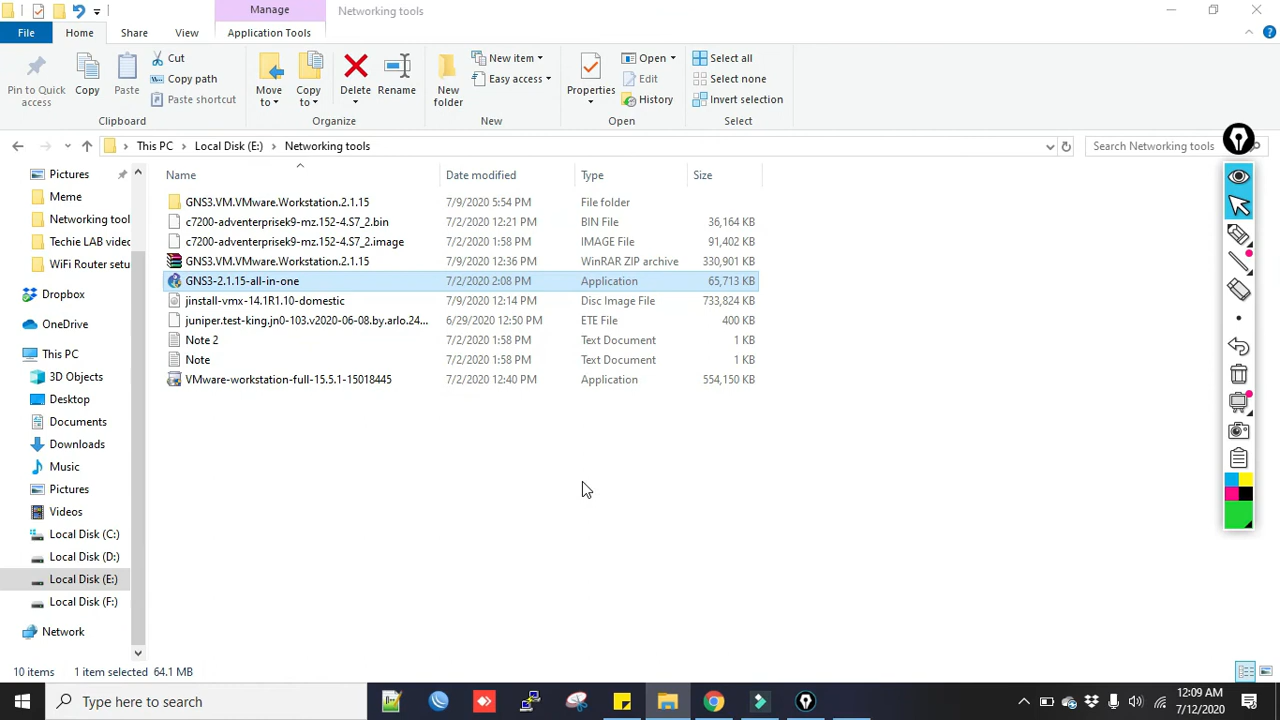 Manage
Networking tools
File
Home
Share
View
Application Tools
Pin to Quick access
Copy
Paste
Cut
Copy path
Paste shortcut
Clipboard
Move to
Copy to
Delete
Rename
Organize
New folder
New item
Easy access
New
Properties
Open
Edit
History
Open
Select all
Select none
Invert selection
Select
This PC
Local Disk (E:)
Networking tools
Search Networking tools
Name
Date modified
Type
Size
GNS3.VM.VMware.Workstation.2.1.15 7/9/2020 5:54 PM File folder
c7200-adventerprisek9-mz.152-4.S7_2.bin 7/2/2020 12:21 PM BIN File 36,164 KB
c7200-adventerprisek9-mz.152-4.S7_2.image 7/2/2020 1:58 PM IMAGE File 91,402 KB
GNS3.VM.VMware.Workstation.2.1.15 7/9/2020 12:36 PM WinRAR ZIP archive 330,901 KB
GNS3-2.1.15-all-in-one 7/2/2020 2:08 PM Application 65,713 KB
jinstall-vmx-14.1R1.10-domestic 7/9/2020 12:14 PM Disc Image File 733,824 KB
juniper.test-king.jn0-103.v2020-06-08.by.arlo.24... 6/29/2020 12:50 PM ETE File 400 KB
Note 2 7/2/2020 1:58 PM Text Document 1 KB
Note 7/2/2020 1:58 PM Text Document 1 KB
VMware-workstation-full-15.5.1-15018445 7/2/2020 12:40 PM Application 554,150 KB
Pictures
Meme
Networking tool
Techie LAB videc
WiFi Router setu
Dropbox
OneDrive
This PC
3D Objects
Desktop
Documents
Downloads
Music
Pictures
Videos
Local Disk (C:)
Local Disk (D:)
Local Disk (E:)
Local Disk (F:)
Network
10 items 1 item selected 64.1 MB
Type here to search
12:09 AM
7/12/2020